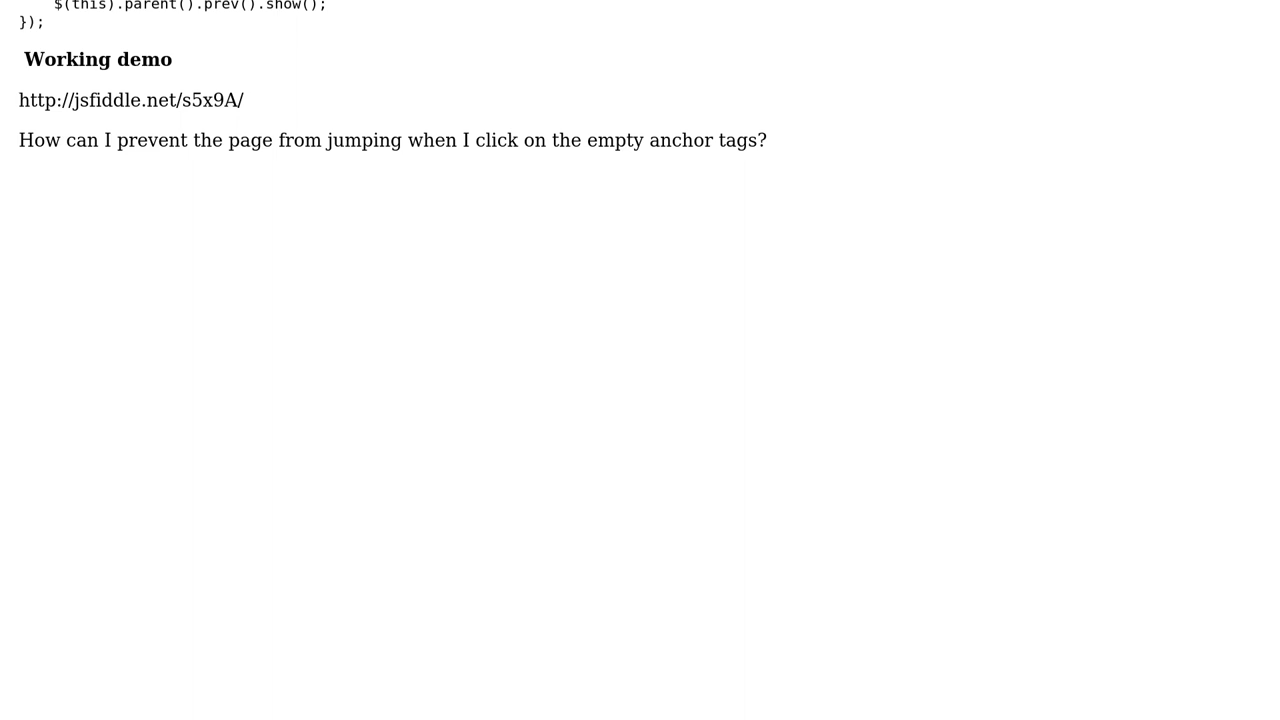 $(this).parent().prev().show();
});
Working demo
http://jsfiddle.net/s5x9A/
How can I prevent the page from jumping when I click on the empty anchor tags?